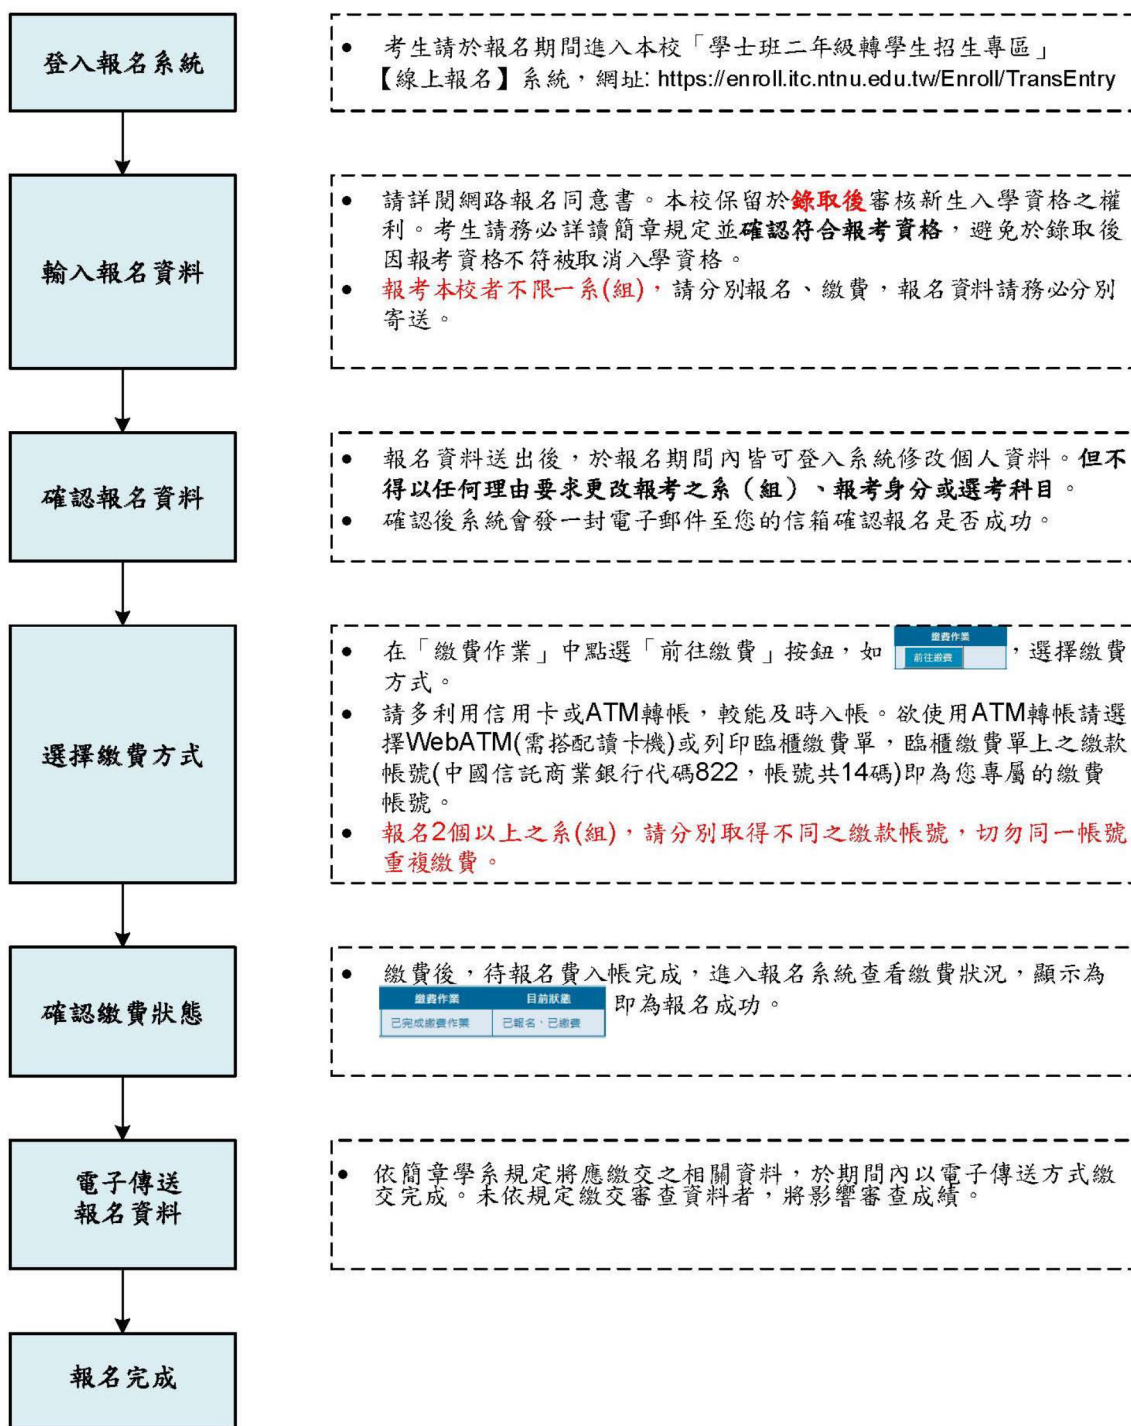 登入報名系統
• 考生請於報名期間進入本校「學士班二年級轉學生招生專區」
【線上報名】系統，網址: https://enroll.itc.ntnu.edu.tw/Enroll/TransEntry
輸入報名資料
• 請詳閱網路報名同意書。本校保留於錄取後審核新生入學資格之權
利。考生請務必詳讀簡章規定並確認符合報考資格，避免於錄取後
因報考資格不符被取消入學資格。
• 報考本校者不限一系(組)，請分別報名、繳費，報名資料請務必分別
寄送。
確認報名資料
• 報名資料送出後，於報名期間內皆可登入系統修改個人資料。但不
得以任何理由要求更改報考之系（組）、報考身分或選考科目。
• 確認後系統會發一封電子郵件至您的信箱確認報名是否成功。
選擇繳費方式
• 在「繳費作業」中點選「前往繳費」按鈕，如 繳費作業 前往繳費 ，選擇繳費
方式。
• 請多利用信用卡或ATM轉帳，較能及時入帳。欲使用ATM轉帳請選
擇WebATM(需搭配讀卡機)或列印臨櫃繳費單，臨櫃繳費單上之繳款
帳號(中國信託商業銀行代碼822，帳號共14碼)即為您專屬的繳費
帳號。
• 報名2個以上之系(組)，請分別取得不同之繳款帳號，切勿同一帳號
重複繳費。
確認繳費狀態
• 繳費後，待報名費入帳完成，進入報名系統查看繳費狀況，顯示為
繳費作業 目前狀態 即為報名成功。
已完成繳費作業 已報名，已繳費
電子傳送
報名資料
• 依簡章學系規定將應繳交之相關資料，於期間內以電子傳送方式繳
交完成。未依規定繳交審查資料者，將影響審查成績。
報名完成